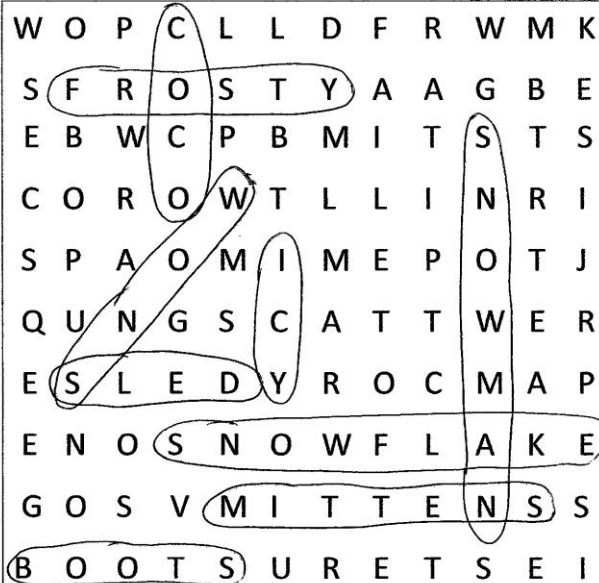 W O P C L L D F R W M K
S F R O S T Y A A G B E
E B W C P B M I T S T S
C O R O W T L L I N R I
S P A O M I M E P O T J
Q U N G S C A T T W E R
E S L E D Y R O C M A P
E N O S N O W F L A K E
G O S V M I T T E N S S
B O O T S U R E T S E I